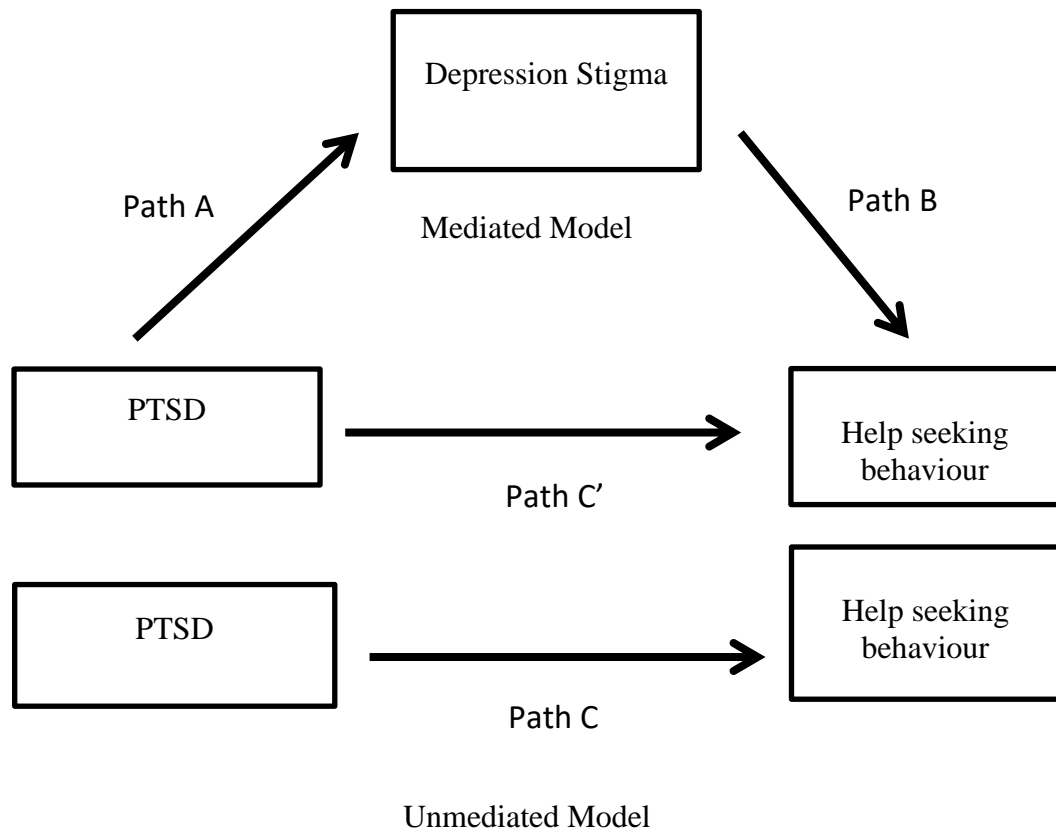 Depression Stigma
Path A
Path B
Mediated Model
PTSD
Help seeking
behaviour
Path C’
PTSD
Help seeking
behaviour
Path C
Unmediated Model